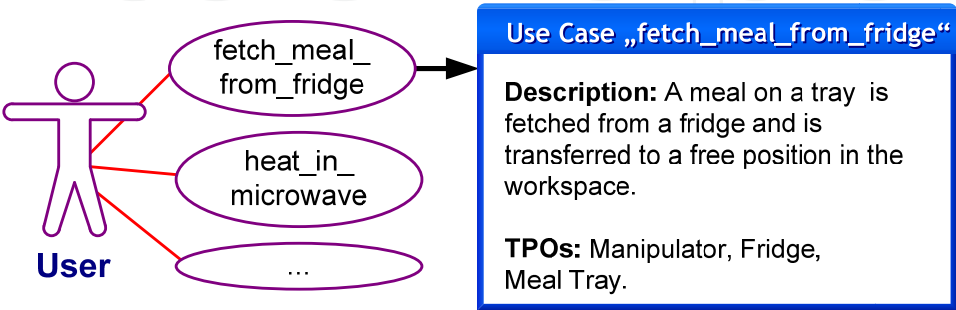 fetch_meal_
from_fridge
heat_in_
microwave
...
User
Use Case „fetch_meal_from_fridge“
Description: A meal on a tray is
fetched from a fridge and is
transferred to a free position in the
workspace.
TPOs: Manipulator, Fridge,
Meal Tray.